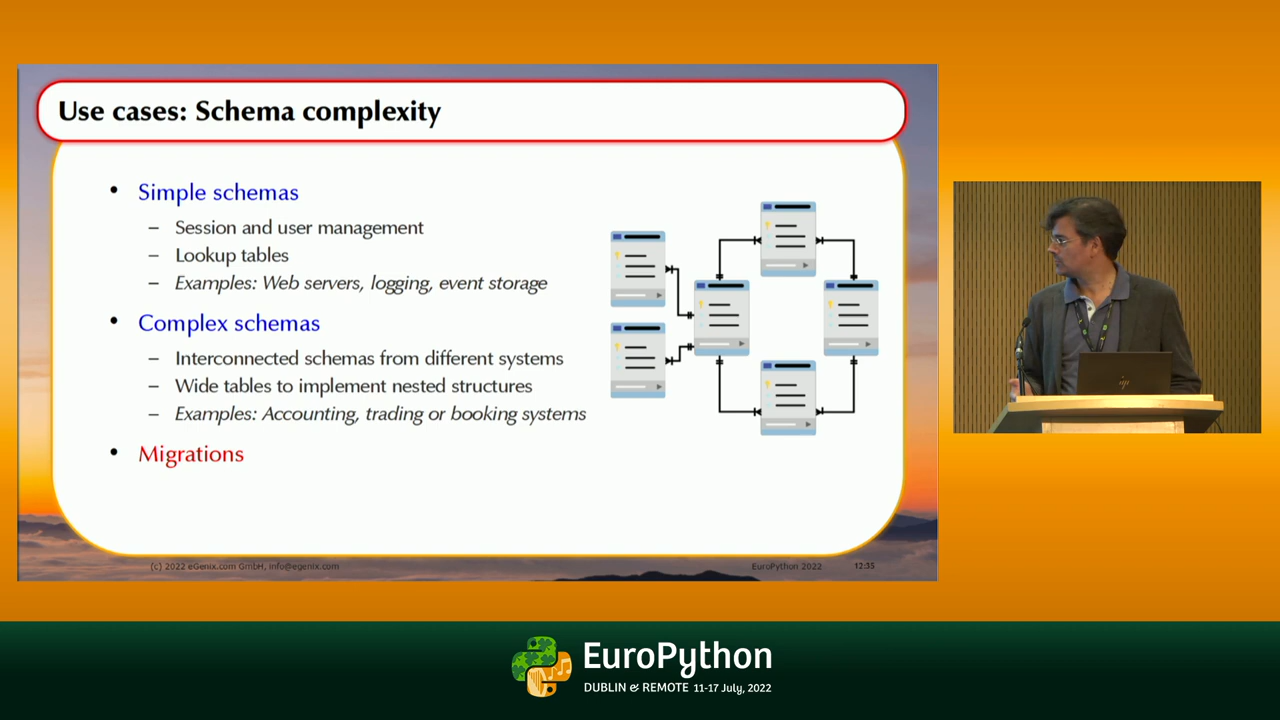 Use cases: Schema complexity
• Simple schemas
– Session and user management
– Lookup tables
– Examples: Web servers, logging, event storage
• Complex schemas
– Interconnected schemas from different systems
– Wide tables to implement nested structures
– Examples: Accounting, trading or booking systems
• Migrations
(c) 2022 eGenix.com GmbH, info@egenix.com
EuroPython 2022
12:35
hp
EuroPython
DUBLIN & REMOTE 11-17 July, 2022